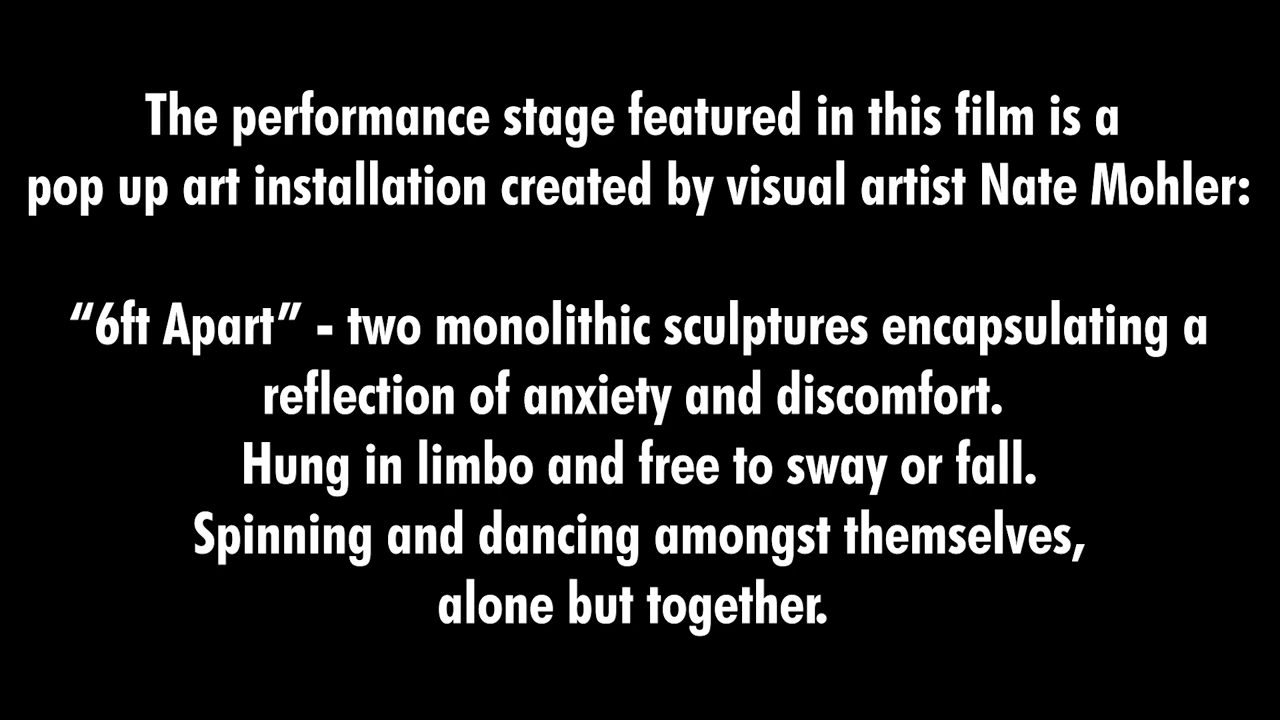 The performance stage featured in this film is a
pop up art installation created by visual artist Nate Mohler:
“6ft Apart” - two monolithic sculptures encapsulating a
reflection of anxiety and discomfort.
Hung in limbo and free to sway or fall.
Spinning and dancing amongst themselves,
alone but together.